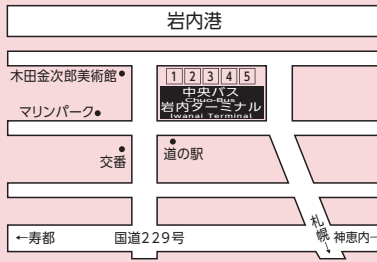 岩内港
木田金次郎美術館
1 2 3 4 5
中央バス
Chuo-Bus
岩内ターミナル
Iwanai Terminal
マリンパーク
交番
道の駅
札幌
←寿都
国道229号
神恵内→